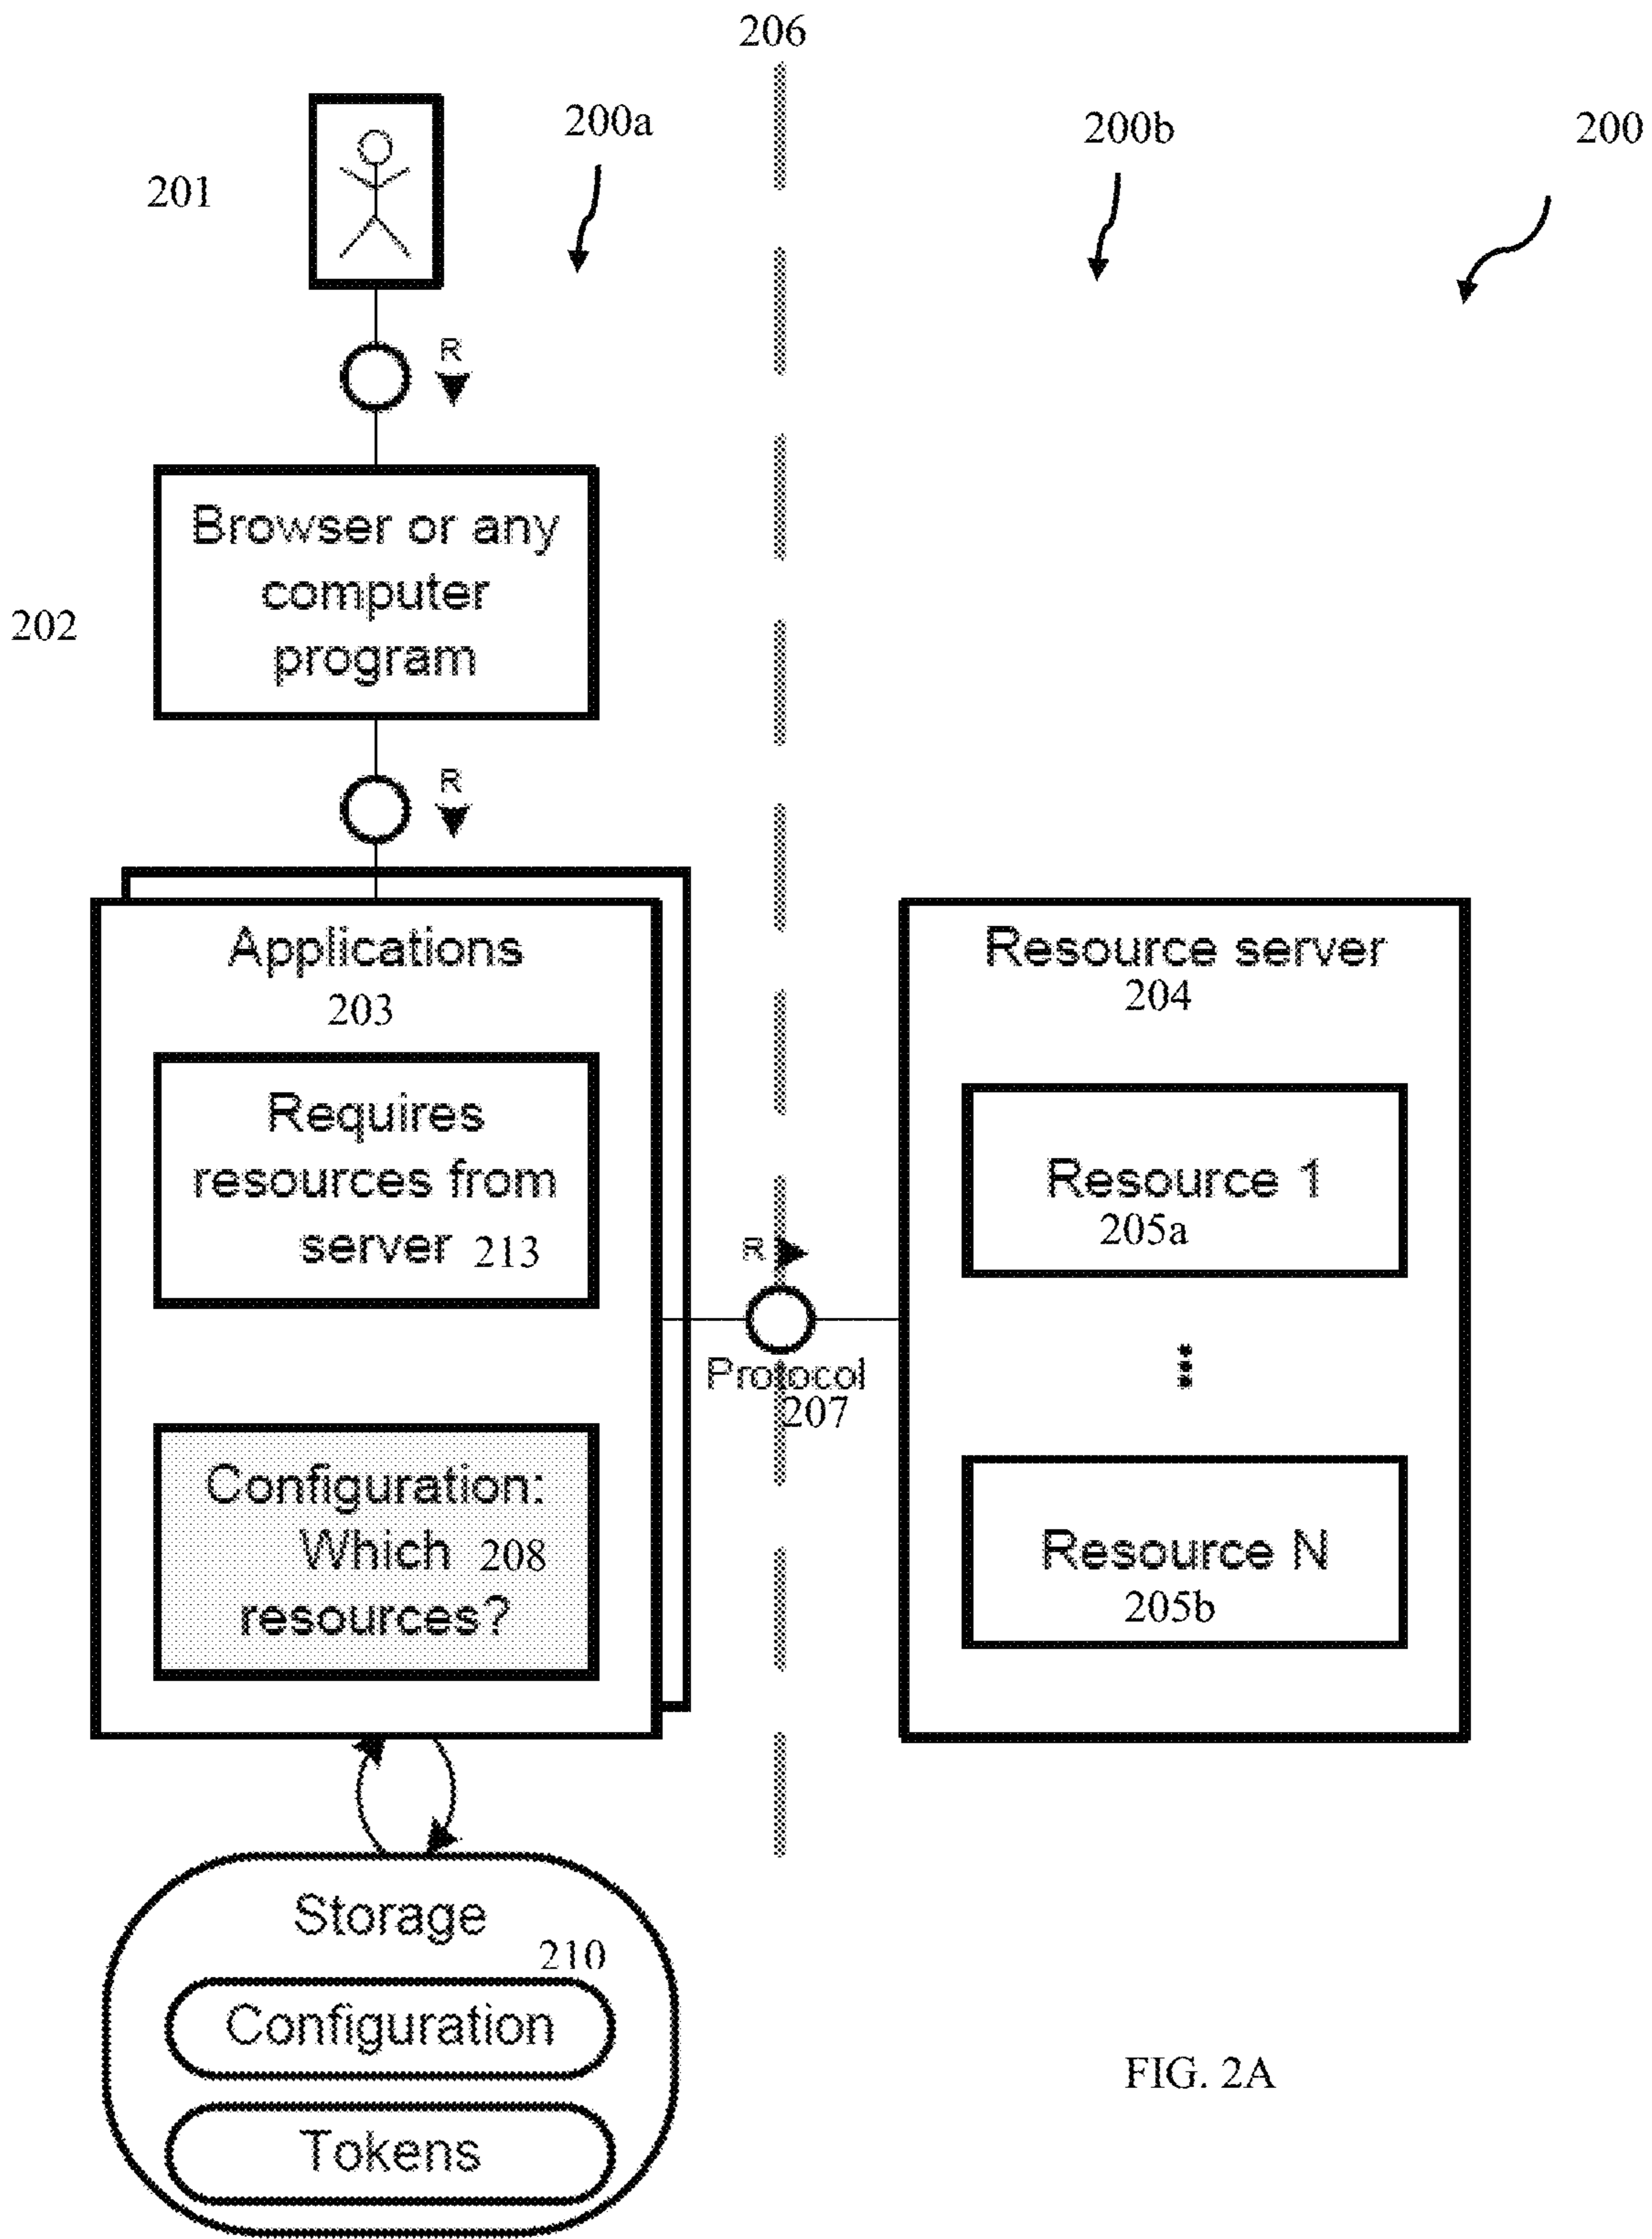 206
200a
200b
200
201
R
Browser or any
computer
program
202
R
Applications
203
Requires
resources from
server 213
Configuration:
Which 208
resources?
R
Protocol
207
Resource server
204
Resource 1
205a
Resource N
205b
Storage
210
Configuration
Tokens
FIG. 2A